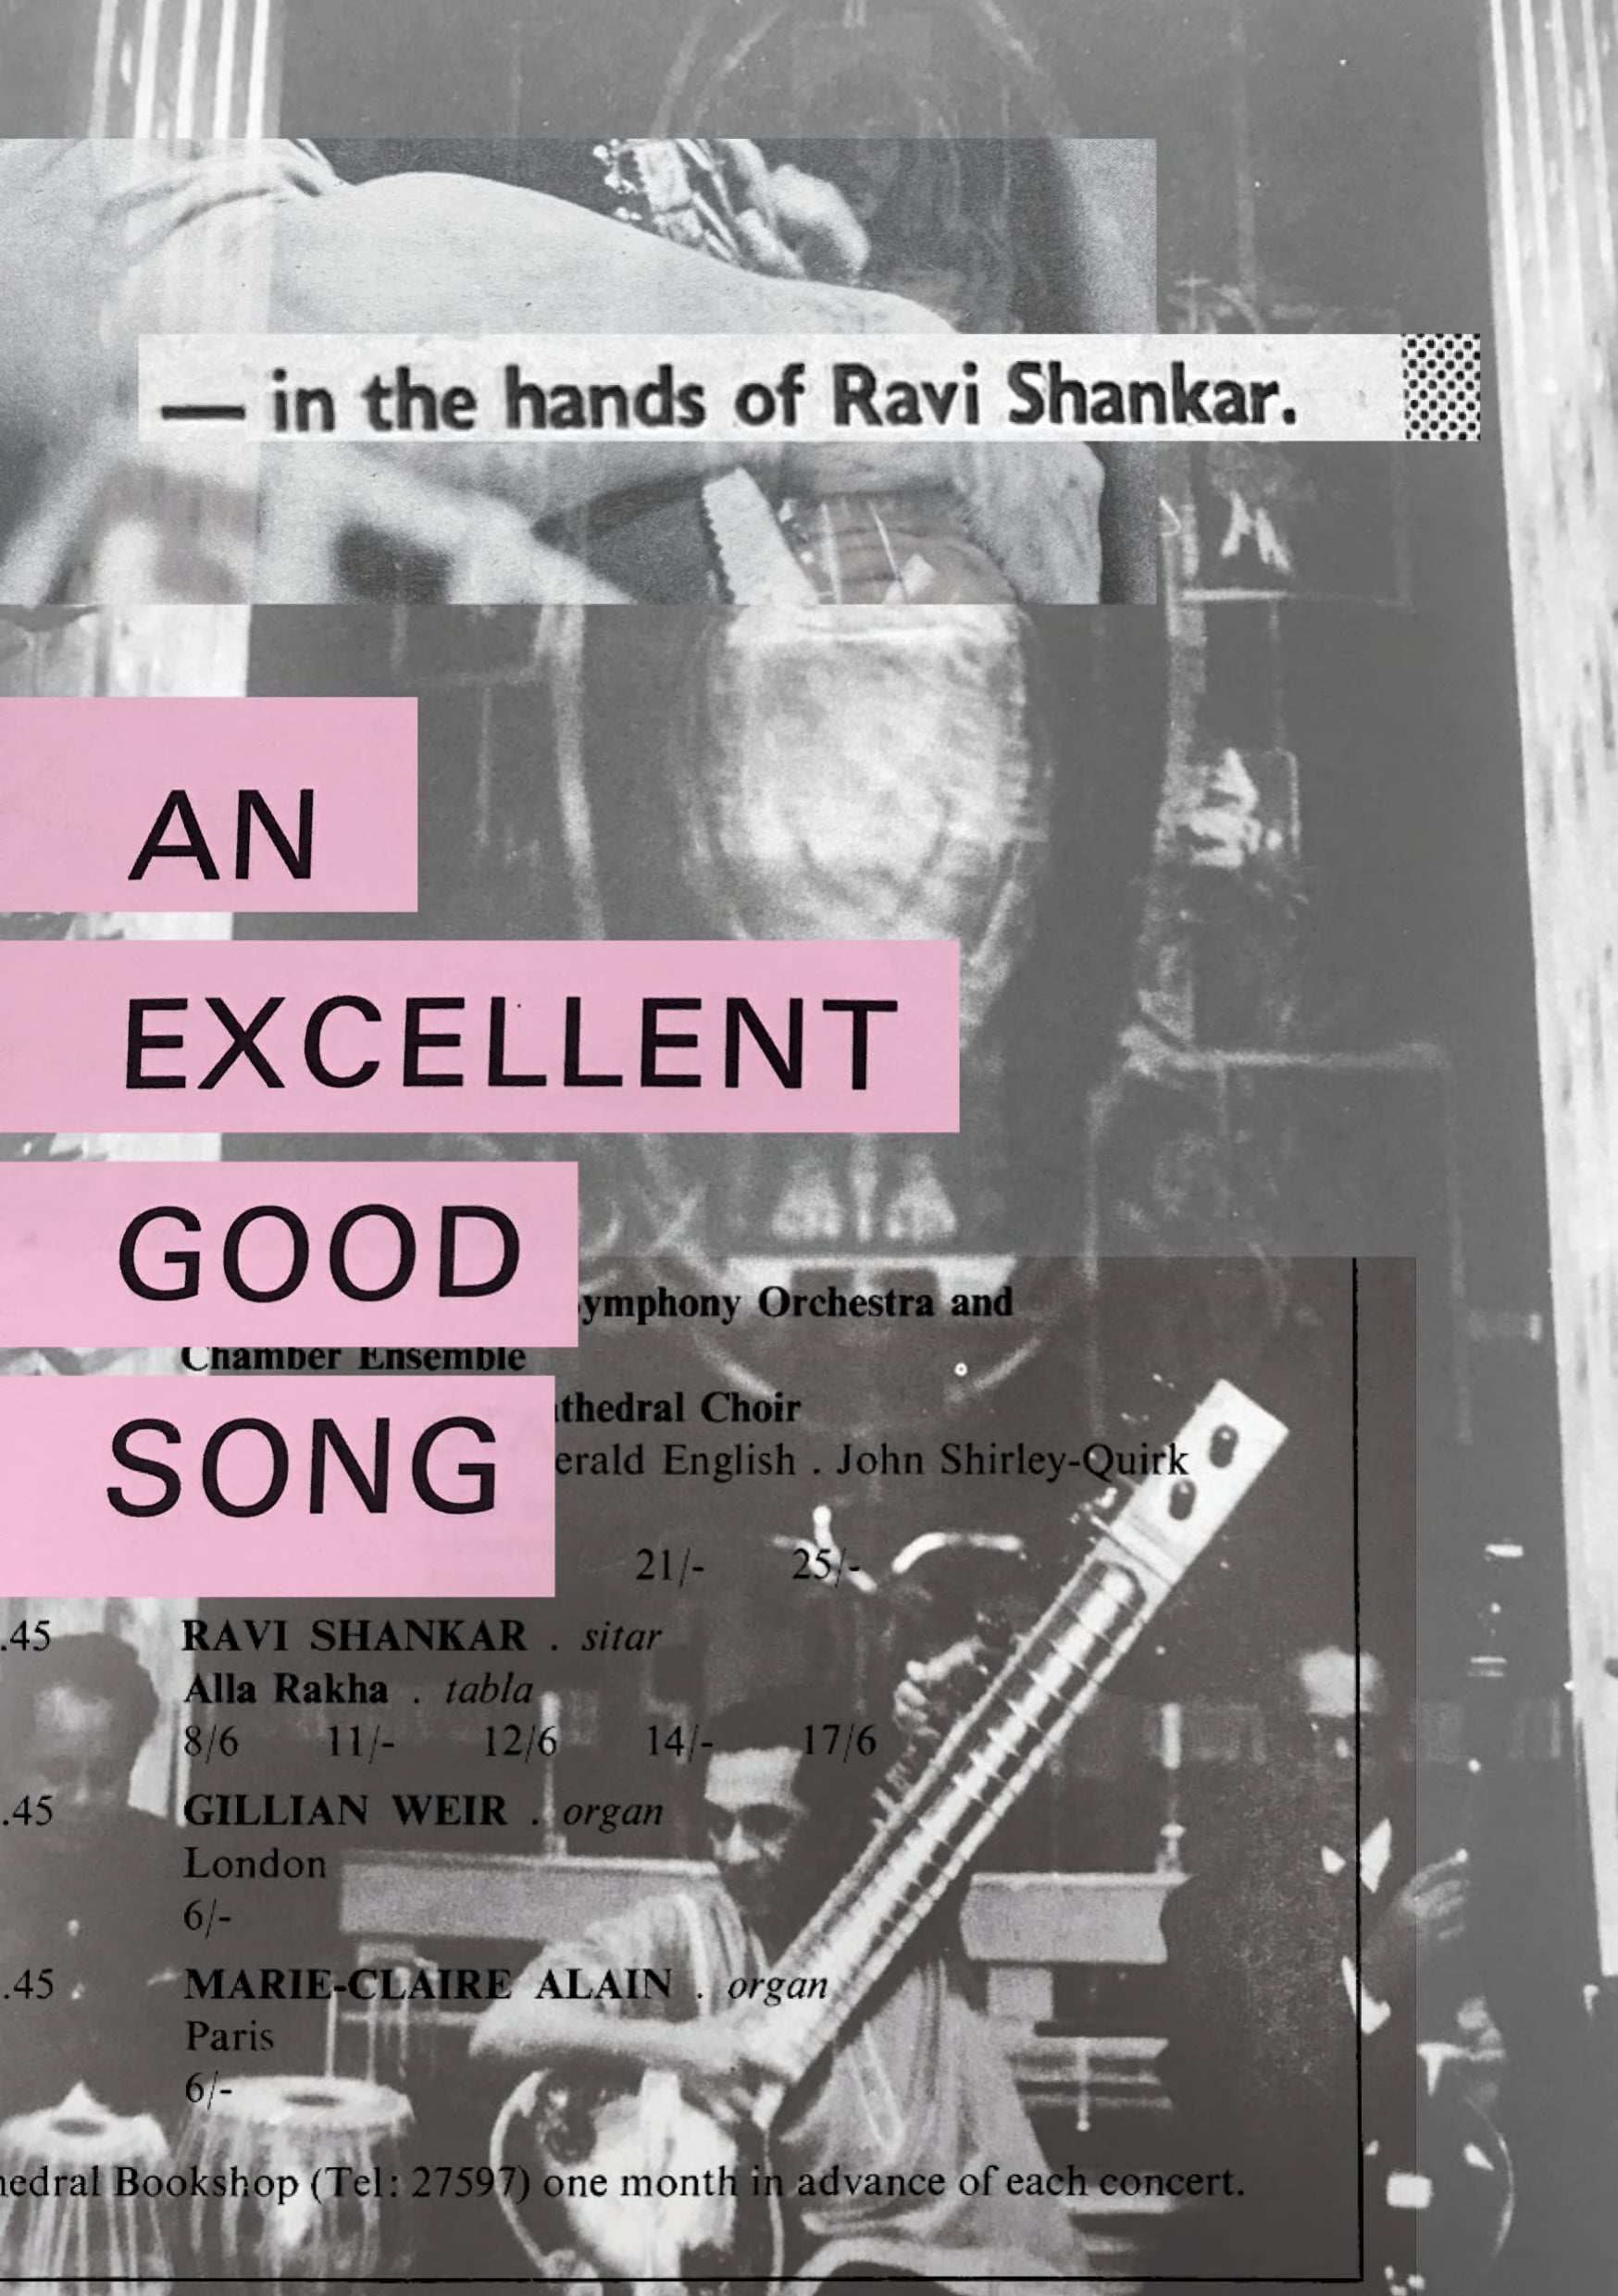 — in the hands of Ravi Shankar.
AN
EXCELLENT
GOOD
SONG
ymphony Orchestra and
Chamber Ensemble
thedral Choir
erald English . John Shirley-Quirk
21/- 25/-
.45 RAVI SHANKAR . sitar
Alla Rakha . tabla
8/6 11/- 12/6 14/- 17/6
.45 GILLIAN WEIR . organ
London
6/-
.45 MARIE-CLAIRE ALAIN . organ
Paris
6/-
hedral Bookshop (Tel: 27597) one month in advance of each concert.